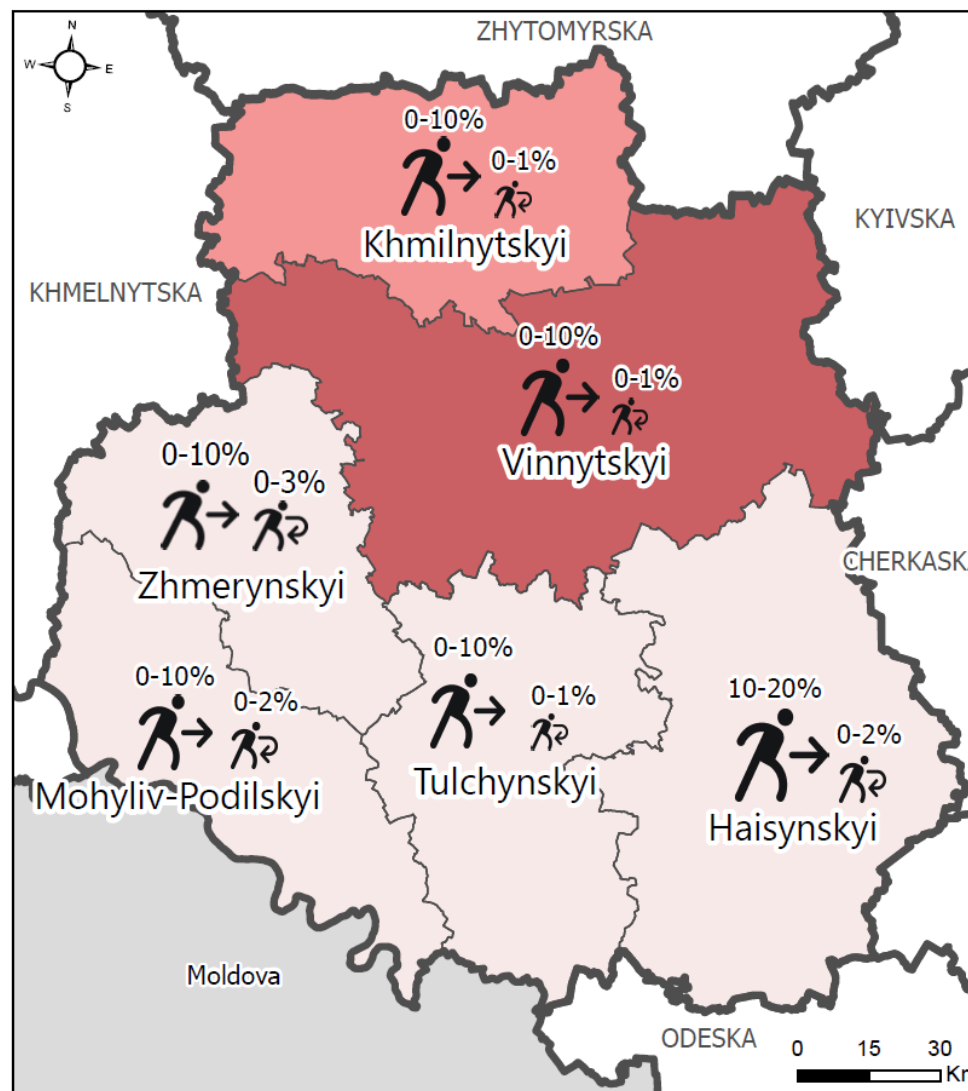 ZHYTOMYRSKA
N
W
E
S
0-10%
0-1%
Khmilnytskyi
KYIVSKA
KHMELNYTSKA
0-10%
0-1%
Vinnytskyi
0-10%
0-3%
Zhmerynskyi
CHERKASKA
0-10%
0-2%
Mohyliv-Podilskyi
0-10%
0-1%
Tulchynskyi
10-20%
0-2%
Haisynskyi
Moldova
ODESKA
0 15 30
Km